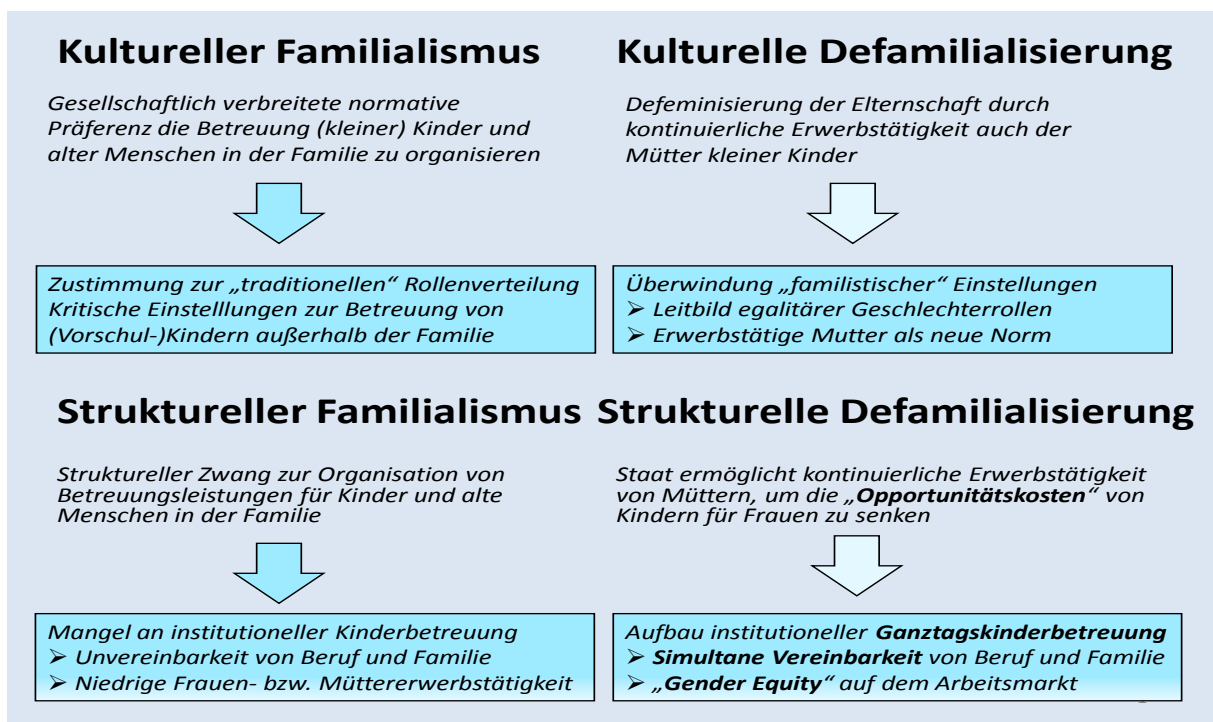 Kultureller Familialismus
Gesellschaftlich verbreitete normative
Präferenz die Betreuung (kleiner) Kinder und
alter Menschen in der Familie zu organisieren
Zustimmung zur „traditionellen“ Rollenverteilung
Kritische Einstelllungen zur Betreuung von
(Vorschul-)Kindern außerhalb der Familie
Kulturelle Defamilialisierung
Defeminisierung der Elternschaft durch
kontinuierliche Erwerbstätigkeit auch der
Mütter kleiner Kinder
Überwindung „familistischer“ Einstellungen
➢ Leitbild egalitärer Geschlechterrollen
➢ Erwerbstätige Mutter als neue Norm
Struktureller Familialismus
Struktureller Zwang zur Organisation von
Betreuungsleistungen für Kinder und alte
Menschen in der Familie
Mangel an institutioneller Kinderbetreuung
➢ Unvereinbarkeit von Beruf und Familie
➢ Niedrige Frauen- bzw. Müttererwerbstätigkeit
Strukturelle Defamilialisierung
Staat ermöglicht kontinuierliche Erwerbstätigkeit
von Müttern, um die „Opportunitätskosten“ von
Kindern für Frauen zu senken
Aufbau institutioneller Ganztagskinderbetreuung
➢ Simultane Vereinbarkeit von Beruf und Familie
➢ „Gender Equity“ auf dem Arbeitsmarkt